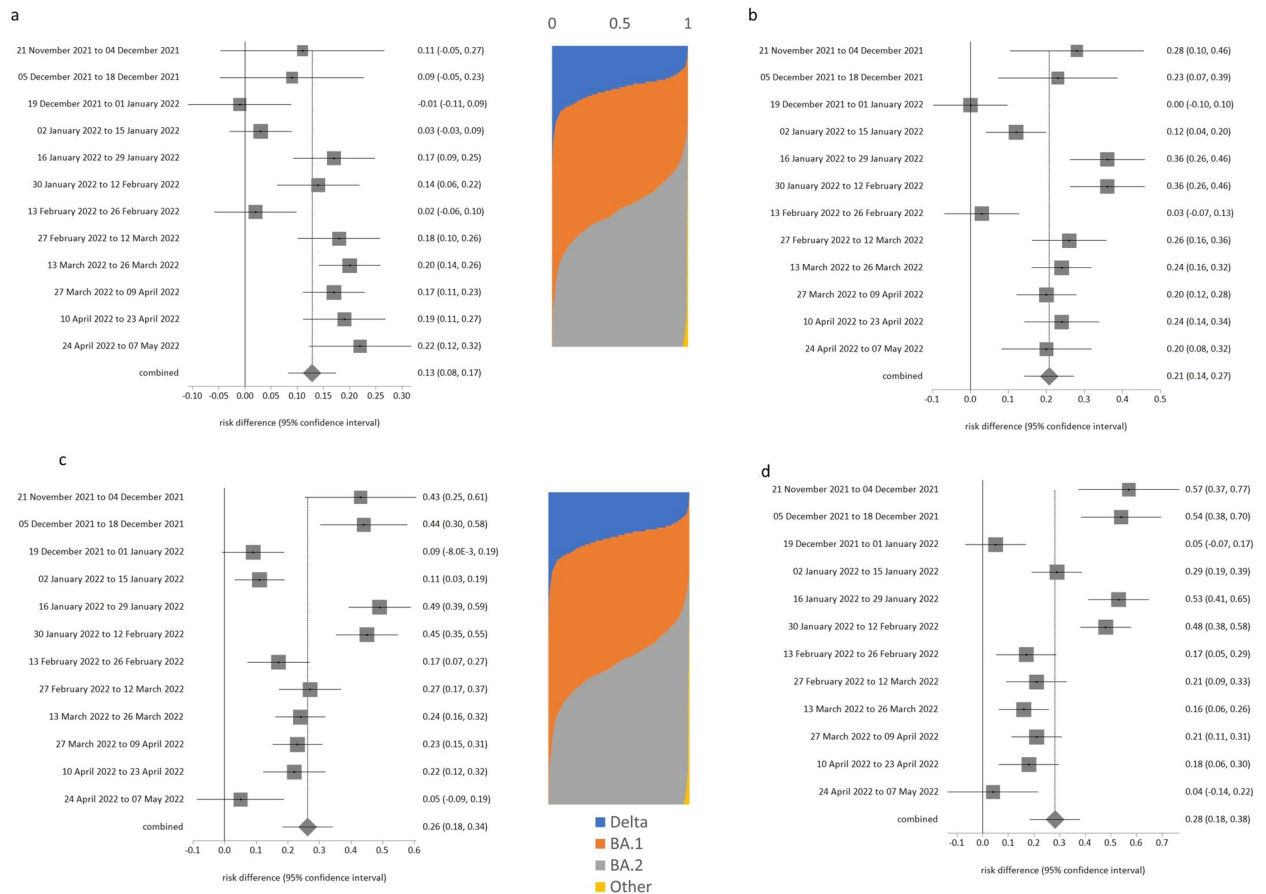 a
21 November 2021 to 04 December 2021 0.11 (-0.05, 0.27)
05 December 2021 to 18 December 2021 0.09 (-0.05, 0.23)
19 December 2021 to 01 January 2022 -0.01 (-0.11, 0.09)
02 January 2022 to 15 January 2022 0.03 (-0.03, 0.09)
16 January 2022 to 29 January 2022 0.17 (0.09, 0.25)
30 January 2022 to 12 February 2022 0.14 (0.06, 0.22)
13 February 2022 to 26 February 2022 0.02 (-0.06, 0.10)
27 February 2022 to 12 March 2022 0.18 (0.10, 0.26)
13 March 2022 to 26 March 2022 0.20 (0.14, 0.26)
27 March 2022 to 09 April 2022 0.17 (0.11, 0.23)
10 April 2022 to 23 April 2022 0.19 (0.11, 0.27)
24 April 2022 to 07 May 2022 0.22 (0.12, 0.32)
combined 0.13 (0.08, 0.17)
-0.10 -0.05 0.00 0.05 0.10 0.15 0.20 0.25 0.30
risk difference (95% confidence interval)
0 0.5 1
b
21 November 2021 to 04 December 2021 0.28 (0.10, 0.46)
05 December 2021 to 18 December 2021 0.23 (0.07, 0.39)
19 December 2021 to 01 January 2022 0.00 (-0.10, 0.10)
02 January 2022 to 15 January 2022 0.12 (0.04, 0.20)
16 January 2022 to 29 January 2022 0.36 (0.26, 0.46)
30 January 2022 to 12 February 2022 0.36 (0.26, 0.46)
13 February 2022 to 26 February 2022 0.03 (-0.07, 0.13)
27 February 2022 to 12 March 2022 0.26 (0.16, 0.36)
13 March 2022 to 26 March 2022 0.24 (0.16, 0.32)
27 March 2022 to 09 April 2022 0.20 (0.12, 0.28)
10 April 2022 to 23 April 2022 0.24 (0.14, 0.34)
24 April 2022 to 07 May 2022 0.20 (0.08, 0.32)
combined 0.21 (0.14, 0.27)
-0.1 0.0 0.1 0.2 0.3 0.4 0.5
risk difference (95% confidence interval)
c
21 November 2021 to 04 December 2021 0.43 (0.25, 0.61)
05 December 2021 to 18 December 2021 0.44 (0.30, 0.58)
19 December 2021 to 01 January 2022 0.09 (-8.0E-3, 0.19)
02 January 2022 to 15 January 2022 0.11 (0.03, 0.19)
16 January 2022 to 29 January 2022 0.49 (0.39, 0.59)
30 January 2022 to 12 February 2022 0.45 (0.35, 0.55)
13 February 2022 to 26 February 2022 0.17 (0.07, 0.27)
27 February 2022 to 12 March 2022 0.27 (0.17, 0.37)
13 March 2022 to 26 March 2022 0.24 (0.16, 0.32)
27 March 2022 to 09 April 2022 0.23 (0.15, 0.31)
10 April 2022 to 23 April 2022 0.22 (0.12, 0.32)
24 April 2022 to 07 May 2022 0.05 (-0.09, 0.19)
combined 0.26 (0.18, 0.34)
-0.1 0.0 0.1 0.2 0.3 0.4 0.5 0.6
risk difference (95% confidence interval)
Delta
BA.1
BA.2
Other
d
21 November 2021 to 04 December 2021 0.57 (0.37, 0.77)
05 December 2021 to 18 December 2021 0.54 (0.38, 0.70)
19 December 2021 to 01 January 2022 0.05 (-0.07, 0.17)
02 January 2022 to 15 January 2022 0.29 (0.19, 0.39)
16 January 2022 to 29 January 2022 0.53 (0.41, 0.65)
30 January 2022 to 12 February 2022 0.48 (0.38, 0.58)
13 February 2022 to 26 February 2022 0.17 (0.05, 0.29)
27 February 2022 to 12 March 2022 0.21 (0.09, 0.33)
13 March 2022 to 26 March 2022 0.16 (0.06, 0.26)
27 March 2022 to 09 April 2022 0.21 (0.11, 0.31)
10 April 2022 to 23 April 2022 0.18 (0.06, 0.30)
24 April 2022 to 07 May 2022 0.04 (-0.14, 0.22)
combined 0.28 (0.18, 0.38)
-0.1 0.0 0.1 0.2 0.3 0.4 0.5 0.6 0.7
risk difference (95% confidence interval)